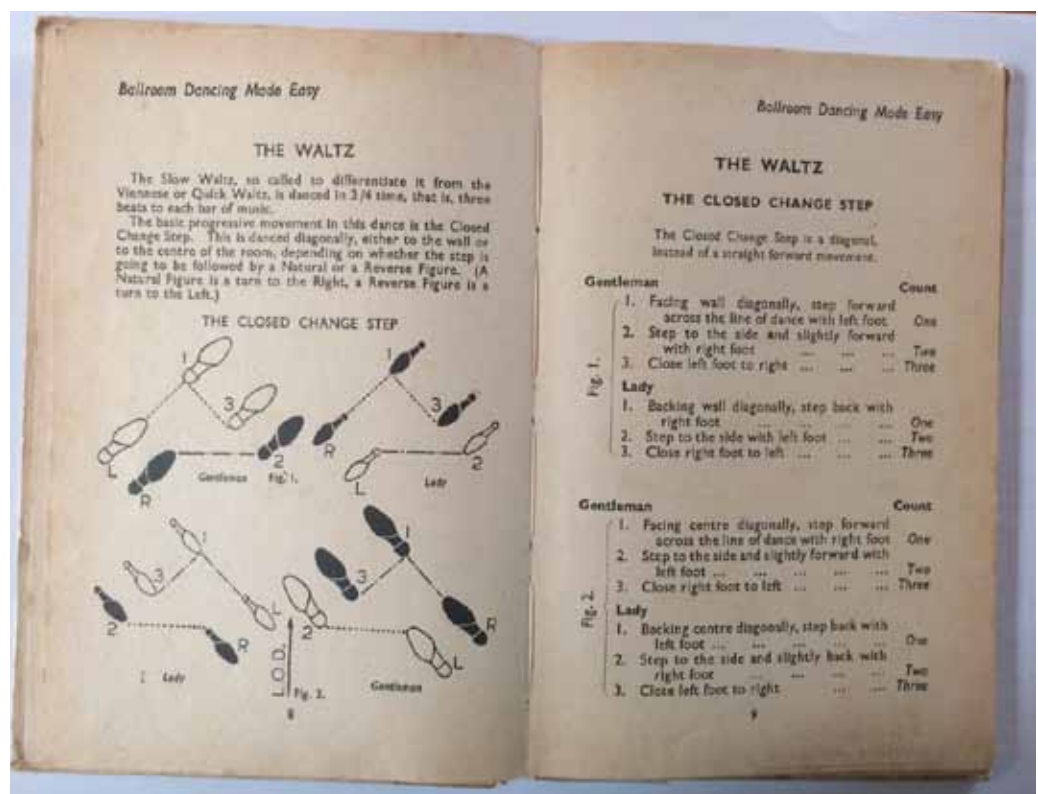 Ballroom Dancing Made Easy
THE WALTZ
The Slow Waltz, so called to differentiate it from the
Viennese or Quick Waltz, is danced in 3/4 time, that is, three
beats to each bar of music.
The basic progressive movement in this dance is the Closed
Change Step. This is danced diagonally, either to the wall or
to the centre of the room, depending on whether the step is
going to be followed by a Natural or a Reverse Figure. (A
Natural Figure is a turn to the Right, a Reverse Figure is a
turn to the Left.)
THE CLOSED CHANGE STEP
1
3
L
R
2
Gentleman Fig. 1.
1
3
R
L
2
Lady
1
3
L
2
R
Lady
L.O.D.
Fig. 2.
1
3
2
R
L
Gentleman
8
Ballroom Dancing Made Easy
THE WALTZ
THE CLOSED CHANGE STEP
The Closed Change Step is a diagonal,
instead of a straight forward movement.
Gentleman Count
Fig. 1.
1. Facing wall diagonally, step forward
across the line of dance with left foot One
2. Step to the side and slightly forward
with right foot ... ... ... Two
3. Close left foot to right ... ... ... Three
Lady
1. Backing wall diagonally, step back with
right foot ... ... ... ... One
2. Step to the side with left foot ... ... Two
3. Close right foot to left ... ... ... Three
Gentleman Count
Fig. 2.
1. Facing centre diagonally, step forward
across the line of dance with right foot One
2. Step to the side and slightly forward with
left foot ... ... ... ... ... Two
3. Close right foot to left ... ... ... Three
Lady
1. Backing centre diagonally, step back with
left foot ... ... ... ... ... One
2. Step to the side and slightly back with
right foot ... ... ... ... Two
3. Close left foot to right ... ... Three
9